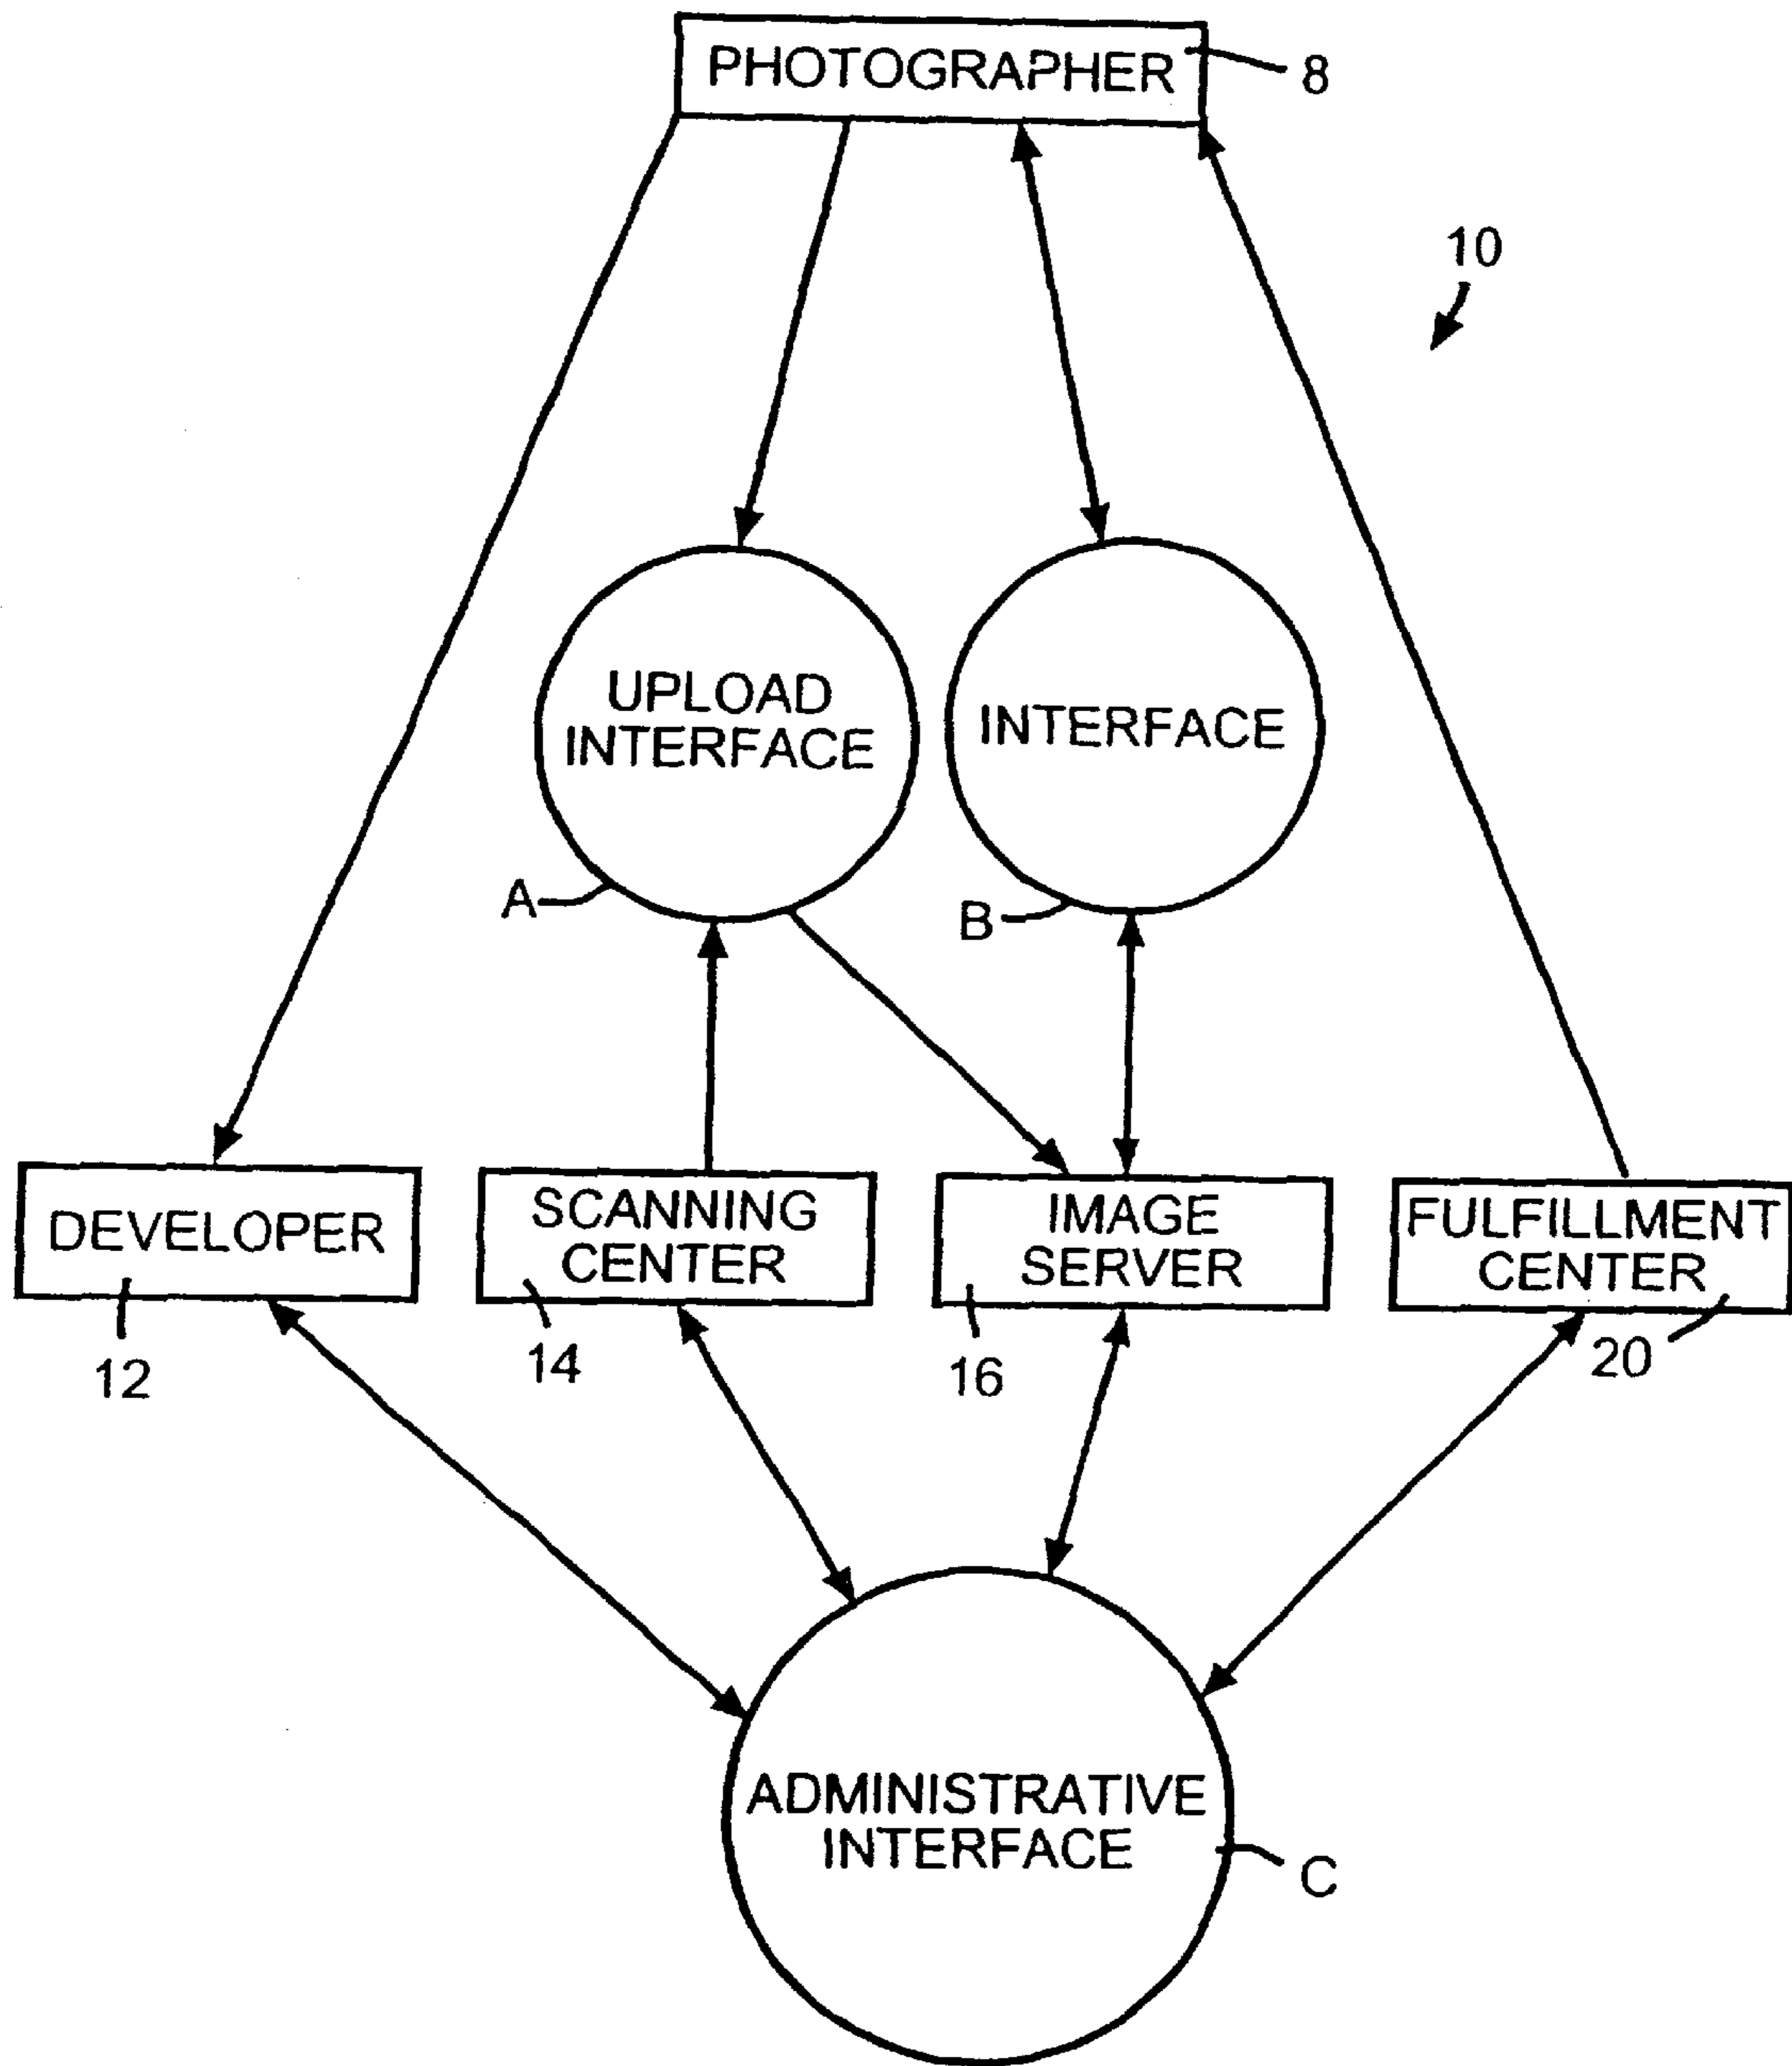 PHOTOGRAPHER
8
10
UPLOAD
INTERFACE
INTERFACE
A
B
DEVELOPER
SCANNING
CENTER
IMAGE
SERVER
FULFILLMENT
CENTER
12
14
16
20
ADMINISTRATIVE
INTERFACE
C